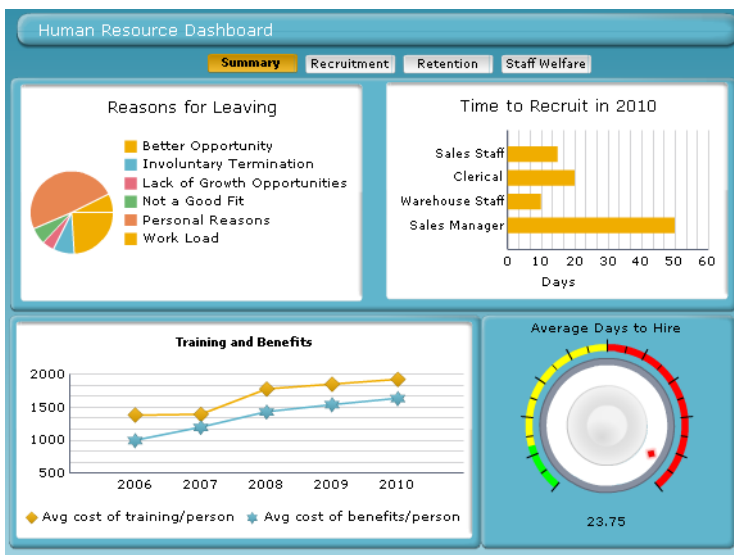 Human Resource Dashboard
Summary Recruitment Retention Staff Welfare
Reasons for Leaving
Better Opportunity
Involuntary Termination
Lack of Growth Opportunities
Not a Good Fit
Personal Reasons
Work Load
Time to Recruit in 2010
Sales Staff
Clerical
Warehouse Staff
Sales Manager
0 10 20 30 40 50 60
Days
Training and Benefits
2000
1500
1000
500
2006 2007 2008 2009 2010
Avg cost of training/person Avg cost of benefits/person
Average Days to Hire
23.75